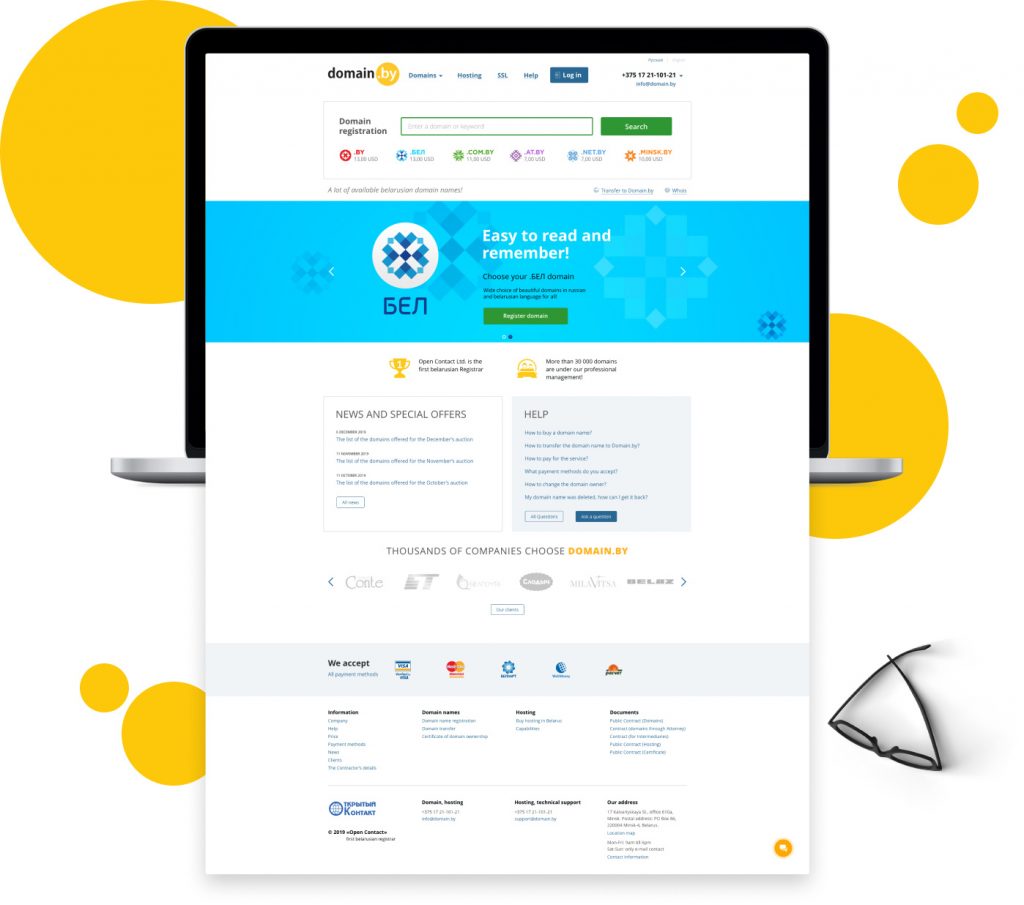 Русский | English
domain.by Domains Hosting SSL Help Log in +375 17 21-101-21
info@domain.by
Domain
registration
Enter a domain or keyword
Search
.BY
13,00 USD
.БЕЛ
13,00 USD
.COM.BY
11,00 USD
.AT.BY
7,00 USD
.NET.BY
7,00 USD
.MINSK.BY
10,00 USD
A lot of available belarusian domain names!
Transfer to Domain.by
Whois
БЕЛ
Easy to read and
remember!
Choose your .БЕЛ domain
Wide choice of beautiful domains in russian
and belarusian language for all!
Register domain
1
Open Contact Ltd. is the
first belarusian Registrar
More than 30 000 domains
are under our professional
management!
NEWS AND SPECIAL OFFERS
5 DECEMBER 2019
The list of the domains offered for the December's auction
11 NOVEMBER 2019
The list of the domains offered for the November's auction
11 OKTOBER 2019
The list of the domains offered for the October's auction
All news
HELP
How to buy a domain name?
How to transfer the domain name to Domain.by?
How to pay for the service?
What payment methods do you accept?
How to change the domain owner?
My domain name was deleted, how can I get it back?
All Questions
Ask a question
THOUSANDS OF COMPANIES CHOOSE DOMAIN.BY
Conte
СЛОДЫЧ
MILAVITSA
BELAZ
Our clients
We accept
All payment methods
VISA
VISA
MasterCard
БЕЛКАРТ
WebMoney
расчет
Information
Company
Help
Price
Payment methods
News
Clients
The Contractor's details
Domain names
Domain name registration
Domain transfer
Certificate of domain ownership
Hosting
Buy hosting in Belarus
Capabilities
Documents
Public Contract (Domains)
Contract (domains through Attorney)
Contract (for Intermediaries)
Public Contract (Hosting)
Public Contract (Certificate)
ТКРЫТЫЙ
КОНТАКТ
© 2019 «Open Contact»
first belarusian registrar
Domain, hosting
+375 17 21-101-21
info@domain.by
Hosting, technical support
+375 17 21-101-21
support@domain.by
Our address
17 Kalvariyskaya St., Office 610a,
Minsk. Postal address: PO Box 86,
220004 Minsk-4, Belarus
Location map
Mon-Fri: 9am till 6pm
Sat-Sun: only e-mail contact
Contact Information